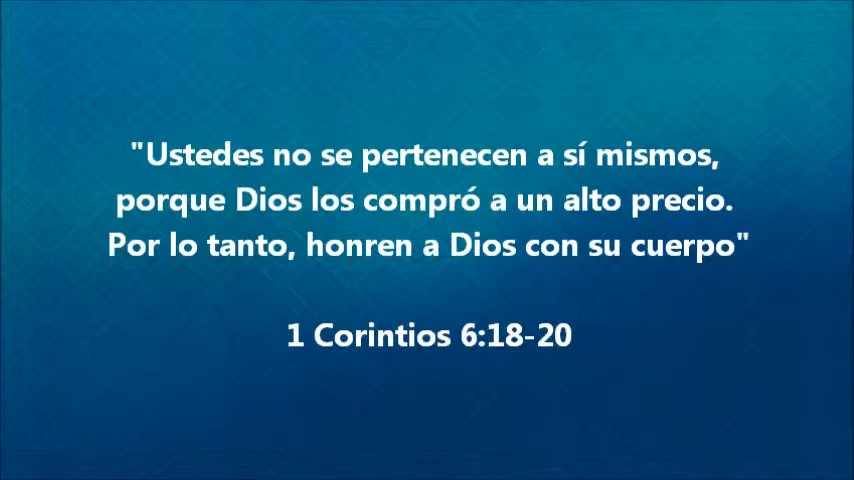 "Ustedes no se pertenecen a sí mismos,
porque Dios los compró a un alto precio.
Por lo tanto, honren a Dios con su cuerpo"
1 Corintios 6:18-20